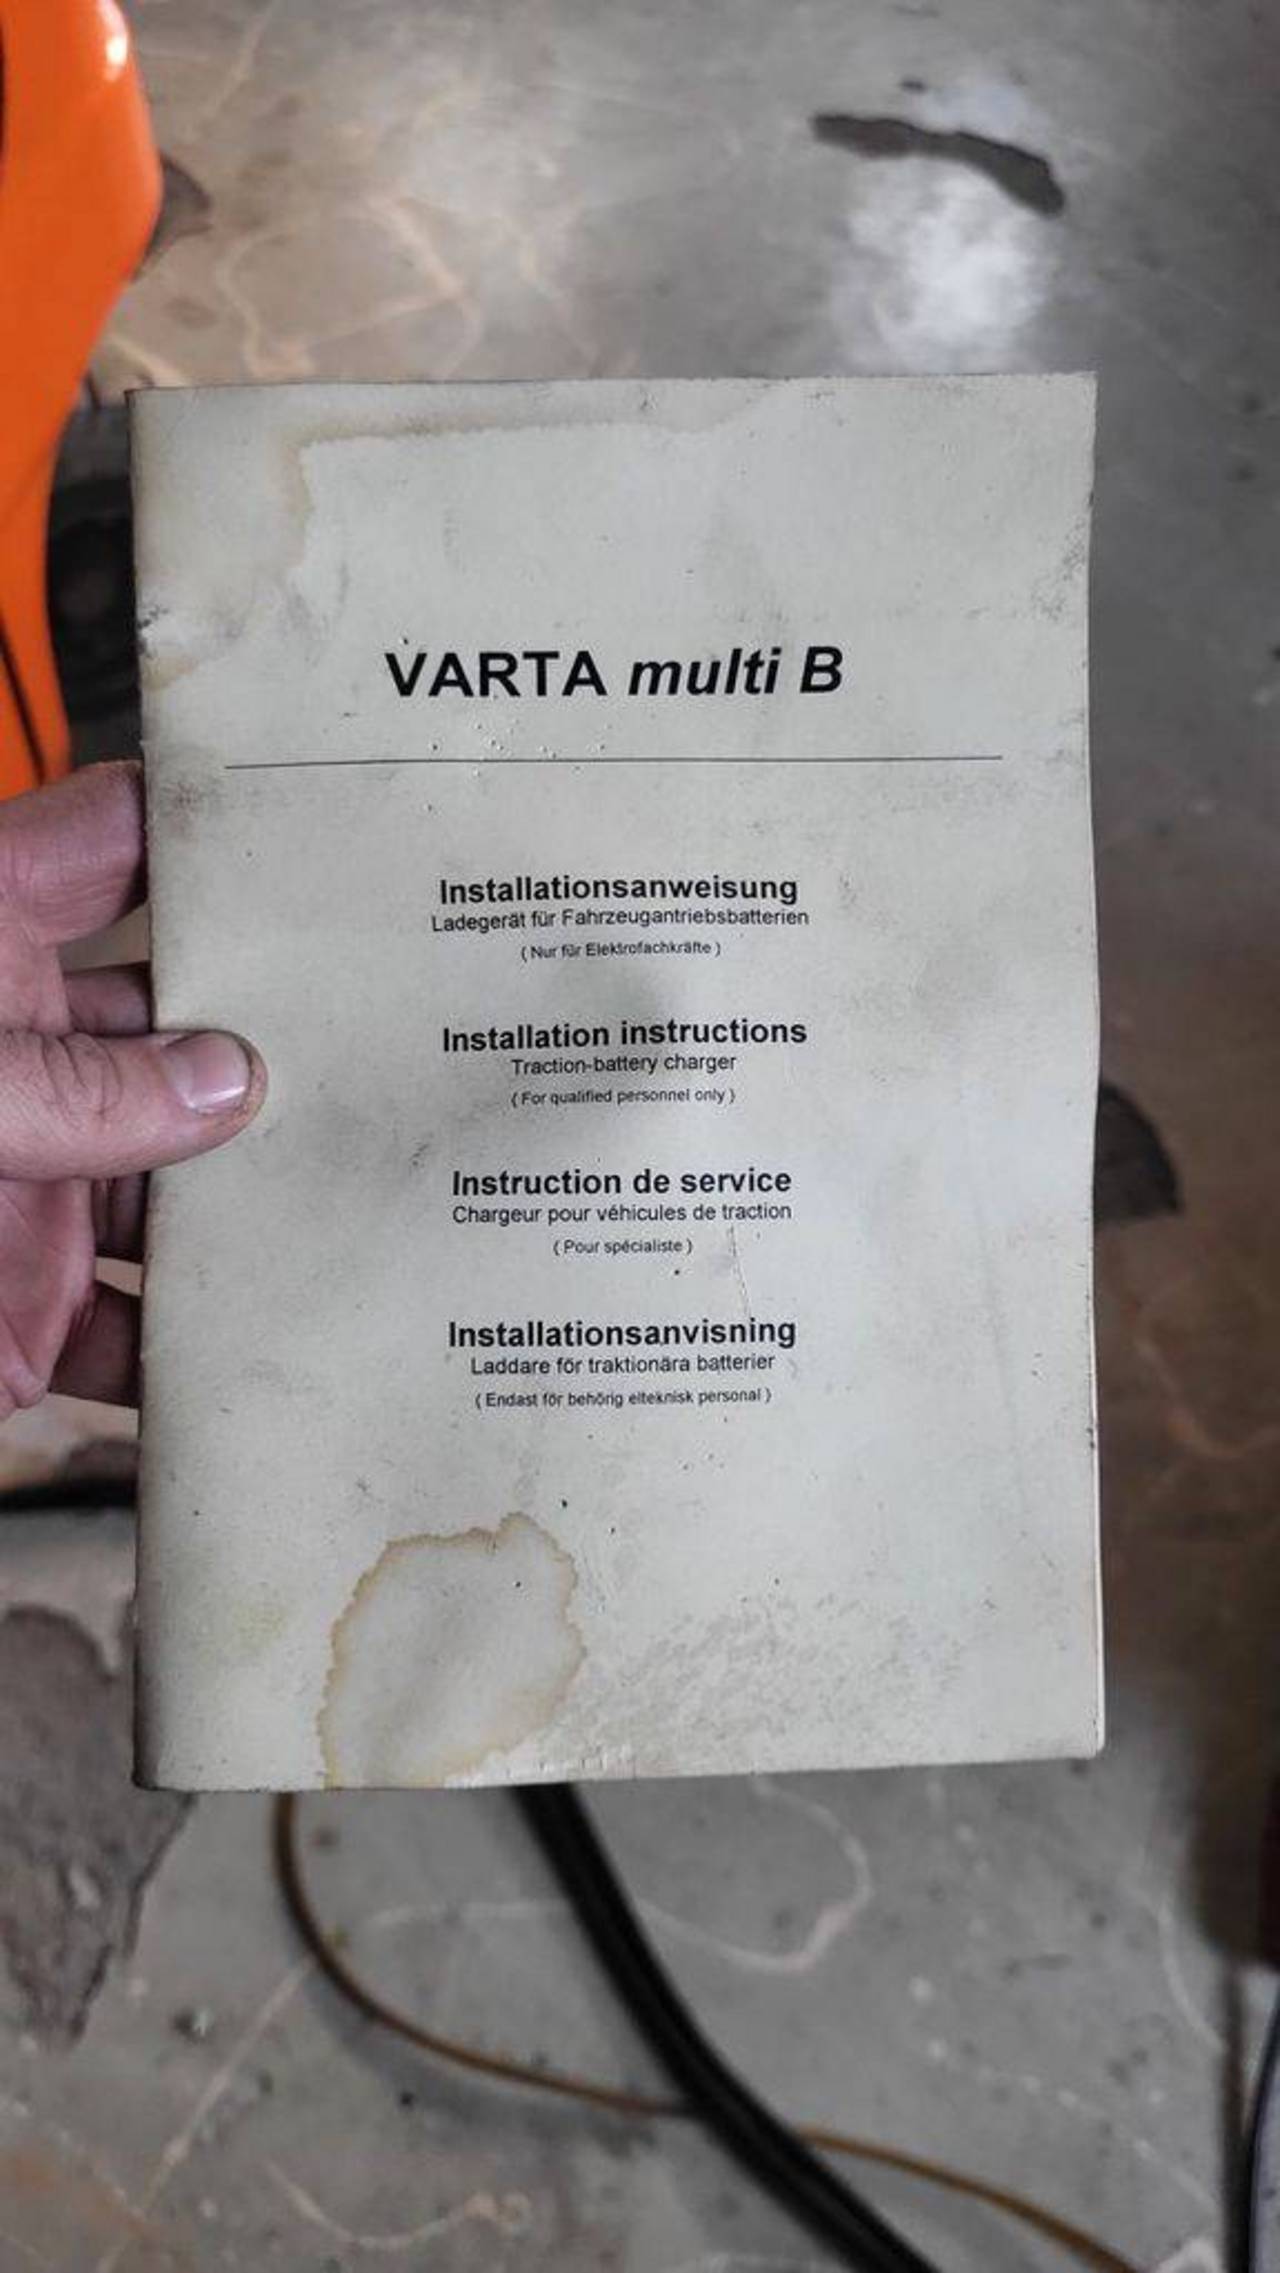 VARTA multi B
Installationsanweisung
Ladegerät für Fahrzeugantriebsbatterien
( Nur für Elektrofachkräfte )
Installation instructions
Traction-battery charger
( For qualified personnel only )
Instruction de service
Chargeur pour véhicules de traction
( Pour spécialiste )
Installationsanvisning
Laddare för traktionära batterier
( Endast för behörig elteknisk personal )